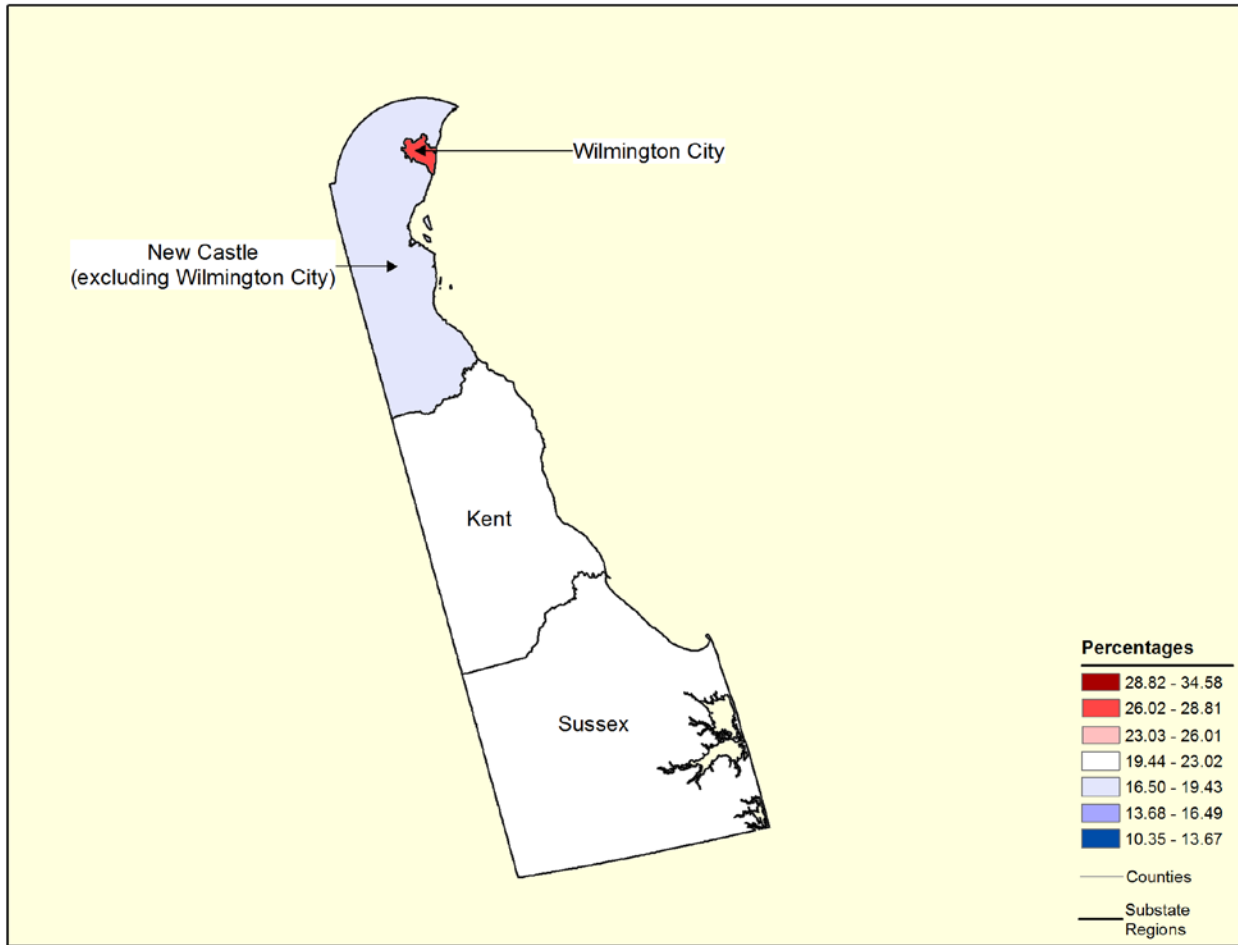 Wilmington City
New Castle
(excluding Wilmington City)
Kent
Sussex
Percentages
28.82 - 34.58
26.02 - 28.81
23.03 - 26.01
19.44 - 23.02
16.50 - 19.43
13.68 - 16.49
10.35 - 13.67
Counties
Substate
Regions